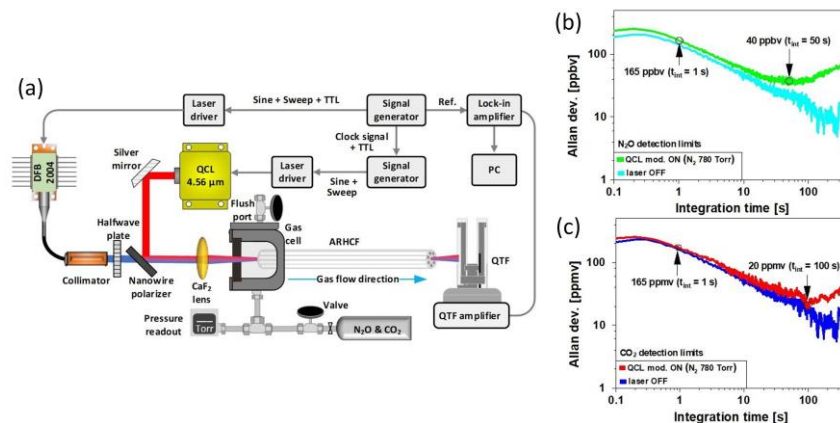 (a)
Laser
driver
Sine + Sweep + TTL
Signal
generator
Ref.
Lock-in
amplifier
Clock signal
+ TTL
PC
Silver
mirror
QCL
4.56 µm
Laser
driver
Sine +
Sweep
Signal
generator
DFB
2004
Flush
port
Gas
cell
Halfwave
plate
ARHCF
QTF
Collimator
Nanowire
polarizer
CaF2
lens
Gas flow direction
Valve
QTF amplifier
Pressure
readout
Torr
N2O & CO2
(b)
Allan dev. [ppbv]
100
10
1
40 ppbv (tint = 50 s)
165 ppbv (tint = 1 s)
N2O detection limits
QCL mod. ON (N2 780 Torr)
laser OFF
0.1
1
10
100
Integration time [s]
(c)
Allan dev. [ppmv]
100
10
1
20 ppmv (tint = 100 s)
165 ppmv (tint = 1 s)
CO2 detection limits
QCL mod. ON (N2 780 Torr)
laser OFF
0.1
1
10
100
Integration time [s]